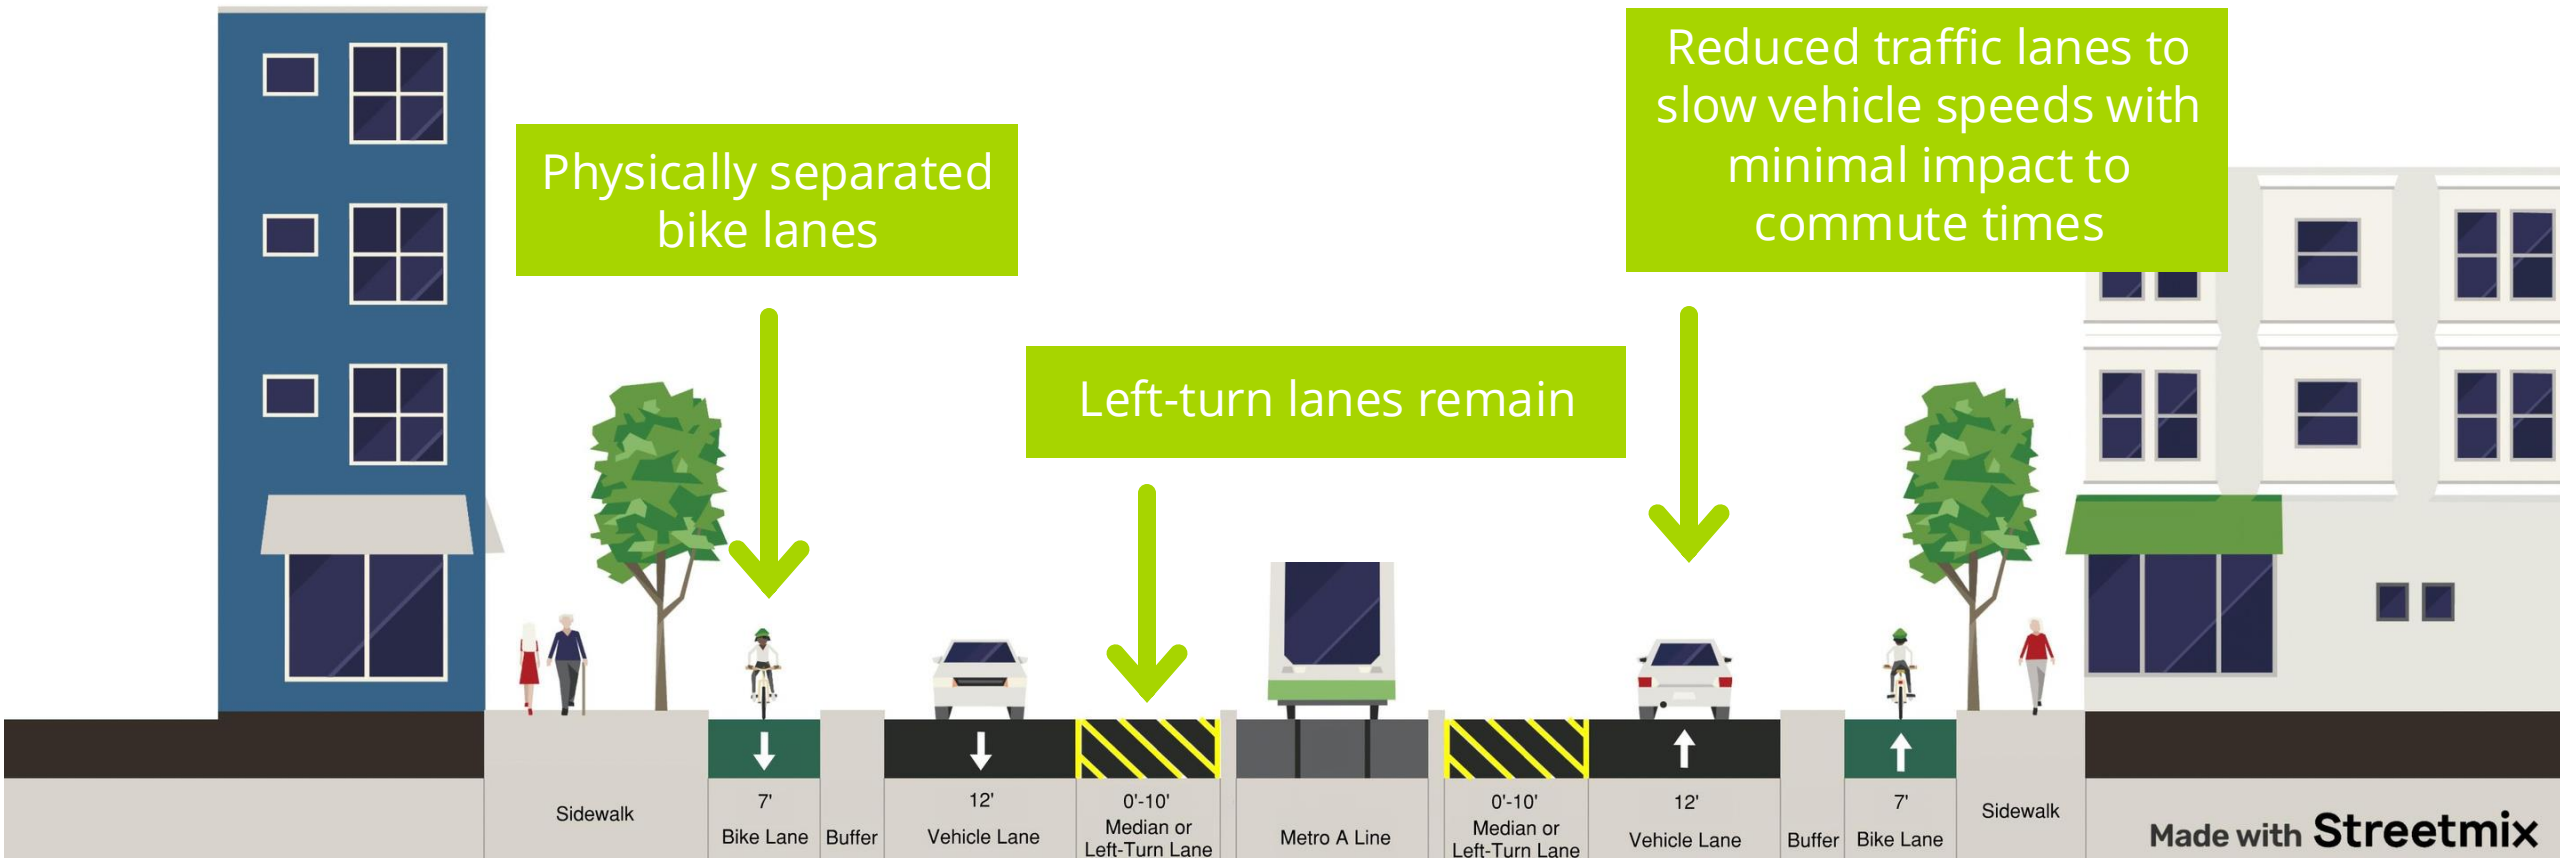 Physically separated
bike lanes
Left-turn lanes remain
Reduced traffic lanes to
slow vehicle speeds with
minimal impact to
commute times
Sidewalk
7'
Bike Lane
Buffer
12'
Vehicle Lane
0'-10'
Median or
Left-Turn Lane
Metro A Line
0'-10'
Median or
Left-Turn Lane
12'
Vehicle Lane
Buffer
7'
Bike Lane
Sidewalk
Made with Streetmix